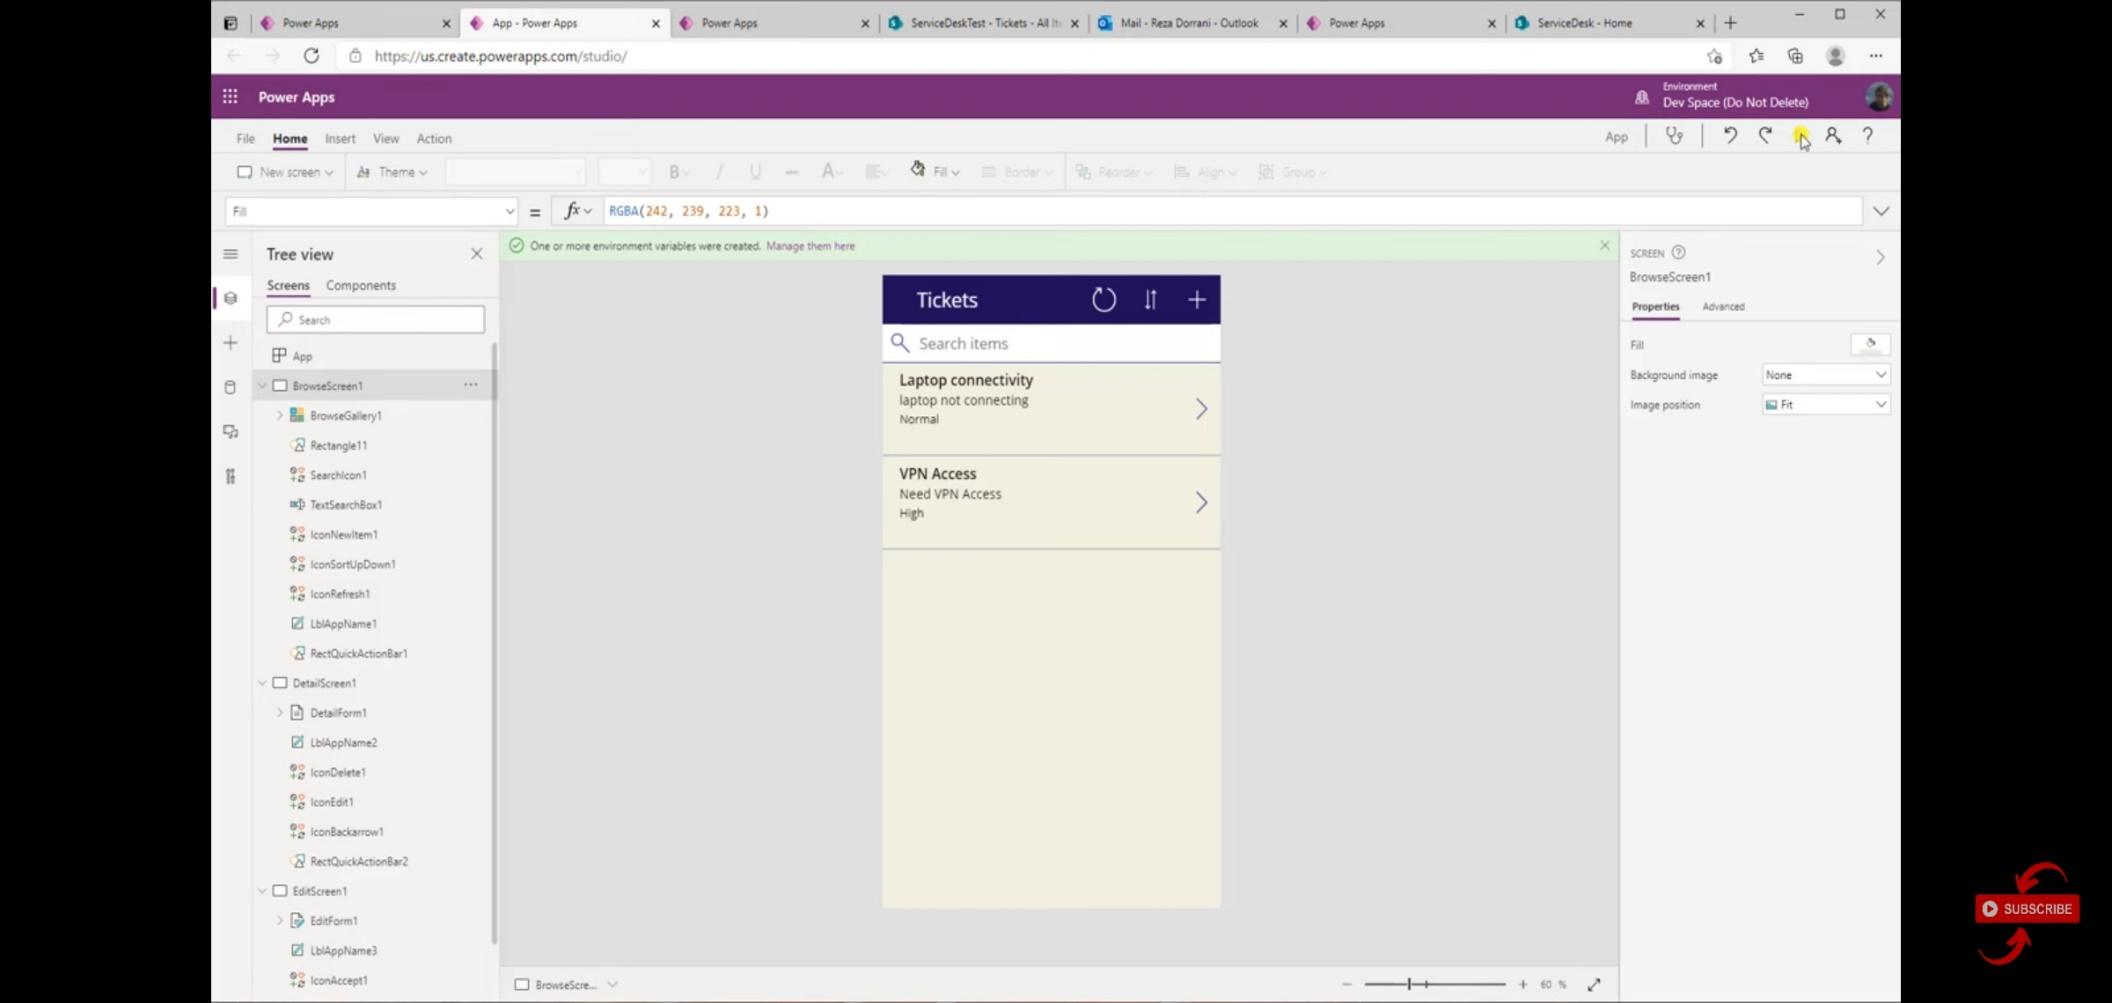 Power Apps
App - Power Apps
Power Apps
ServiceDeskTest - Tickets - All It
Mail - Reza Dorrani - Outlook
Power Apps
ServiceDesk - Home
https://us.create.powerapps.com/studio/
Power Apps
Environment
Dev Space (Do Not Delete)
File Home Insert View Action
App
New screen Theme B / U A Fill Border Reorder Align Group
Fill = fx RGBA(242, 239, 223, 1)
Tree view
One or more environment variables were created. Manage them here
Screens Components
Search
App
BrowseScreen1
BrowseGallery1
Rectangle11
SearchIcon1
TextSearchBox1
IconNewItem1
IconSortUpDown1
IconRefresh1
LblAppName1
RectQuickActionBar1
DetailScreen1
DetailForm1
LblAppName2
IconDelete1
IconEdit1
IconBackarrow1
RectQuickActionBar2
EditScreen1
EditForm1
LblAppName3
IconAccept1
Tickets
Search items
Laptop connectivity
laptop not connecting
Normal
VPN Access
Need VPN Access
High
BrowseScre...
60 %
SCREEN
BrowseScreen1
Properties Advanced
Fill
Background image None
Image position Fit
SUBSCRIBE